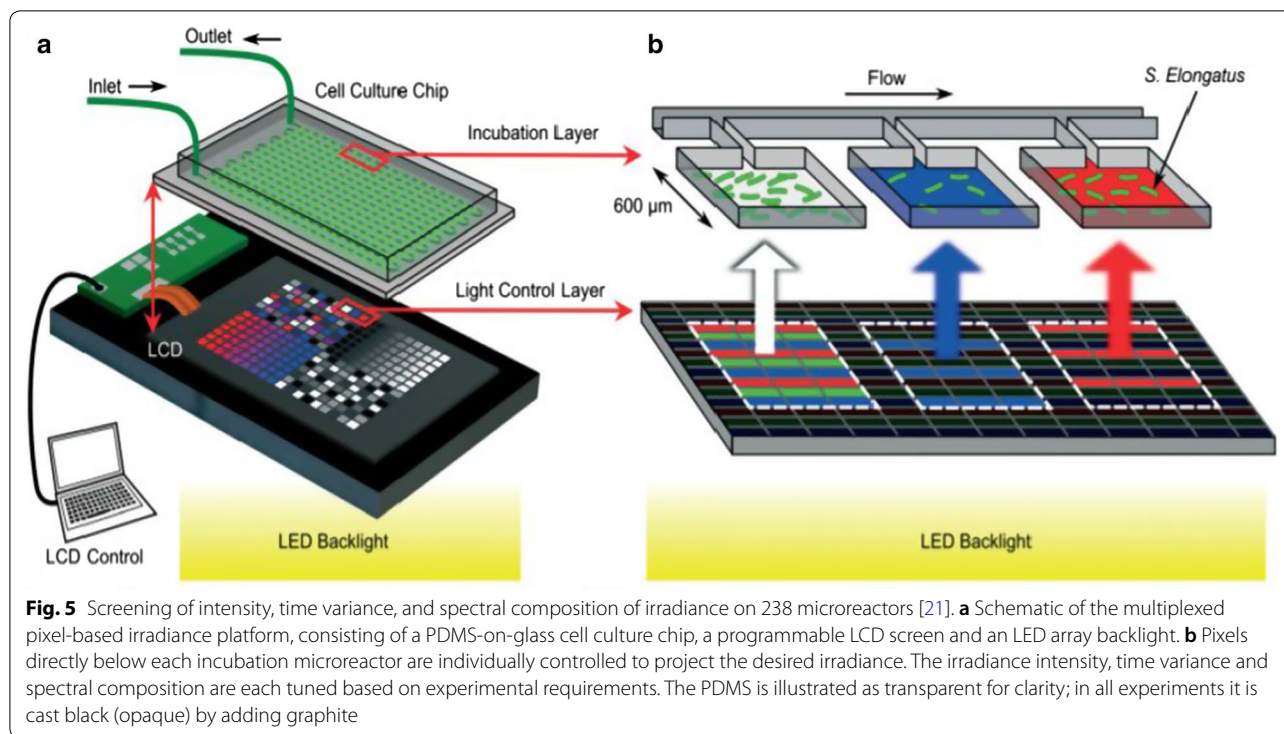 a
Outlet
Inlet
Cell Culture Chip
Incubation Layer
Light Control Layer
LCD
LCD Control
LED Backlight
b
Flow
S. Elongatus
600 µm
LED Backlight
Fig. 5 Screening of intensity, time variance, and spectral composition of irradiance on 238 microreactors [21]. a Schematic of the multiplexed
pixel-based irradiance platform, consisting of a PDMS-on-glass cell culture chip, a programmable LCD screen and an LED array backlight. b Pixels
directly below each incubation microreactor are individually controlled to project the desired irradiance. The irradiance intensity, time variance and
spectral composition are each tuned based on experimental requirements. The PDMS is illustrated as transparent for clarity; in all experiments it is
cast black (opaque) by adding graphite